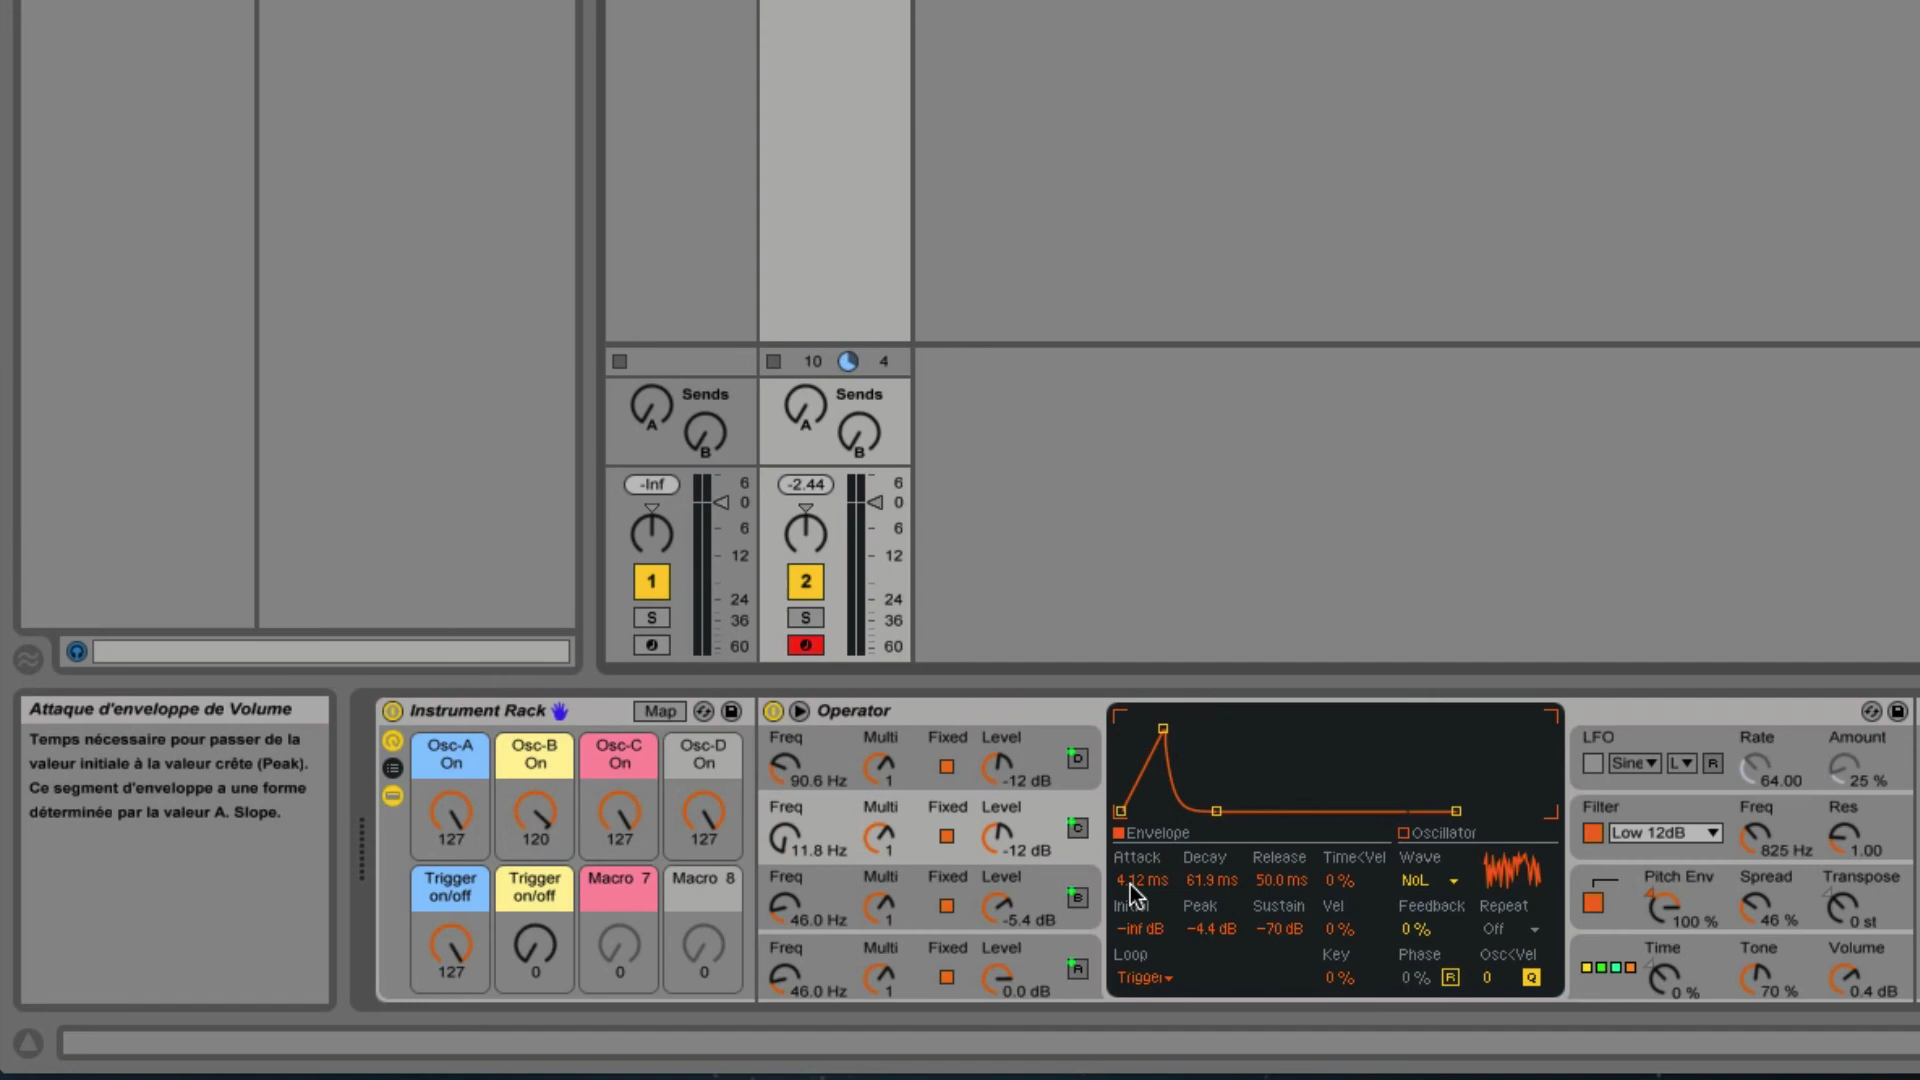 10 4
Sends Sends
A A
B B
-Inf 6 -2.44 6
0 0
6 6
12 12
1 2
24 24
S 36 S 36
60 60
Attaque d'enveloppe de Volume
Temps nécessaire pour passer de la
valeur initiale à la valeur crête (Peak).
Ce segment d'enveloppe a une forme
déterminée par la valeur A. Slope.
Instrument Rack Map
Osc-A Osc-B Osc-C Osc-D
On On On On
127 120 127 127
Trigger Trigger Macro 7 Macro 8
on/off on/off
127 0 0 0
Operator
Freq Multi Fixed Level
90.6 Hz 1 -12 dB D
Freq Multi Fixed Level
11.8 Hz 1 -12 dB C
Freq Multi Fixed Level
46.0 Hz 1 -5.4 dB B
Freq Multi Fixed Level
46.0 Hz 1 0.0 dB A
Envelope Oscillator
Attack Decay Release Time<Vel Wave
4.12 ms 61.9 ms 50.0 ms 0 % NoL
Peak Sustain Vel Feedback Repeat
-inf dB -4.4 dB -70 dB 0 % 0 % Off
Loop Key Phase Osc<Vel
Trigger 0 % 0 % R 0 Q
LFO Rate Amount
Sine L R 64.00 25 %
Filter Freq Res
Low 12dB 825 Hz 1.00
Pitch Env Spread Transpose
100 % 46 % 0 st
Time Tone Volume
0 % 70 % 0.4 dB